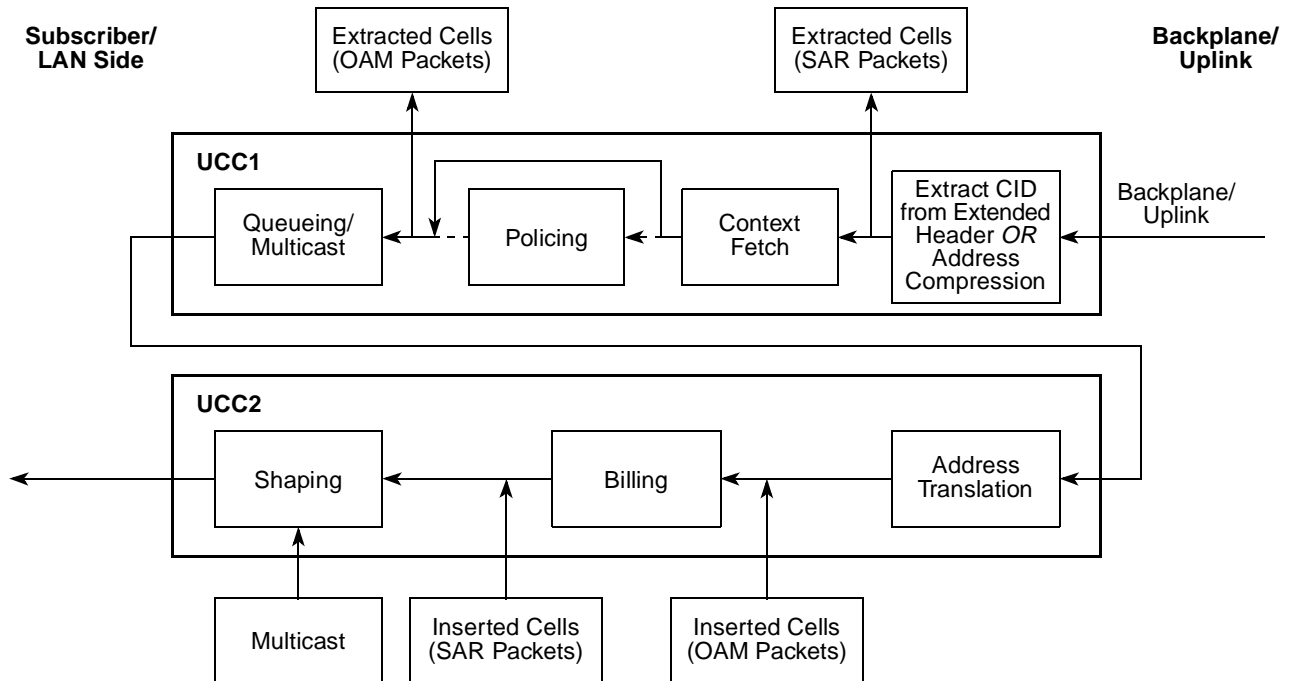 Subscriber/
LAN Side
Extracted Cells
(OAM Packets)
Extracted Cells
(SAR Packets)
Backplane/
Uplink
UCC1
Queueing/
Multicast
Policing
Context
Fetch
Extract CID
from Extended
Header OR
Address
Compression
Backplane/
Uplink
UCC2
Shaping
Billing
Address
Translation
Multicast
Inserted Cells
(SAR Packets)
Inserted Cells
(OAM Packets)